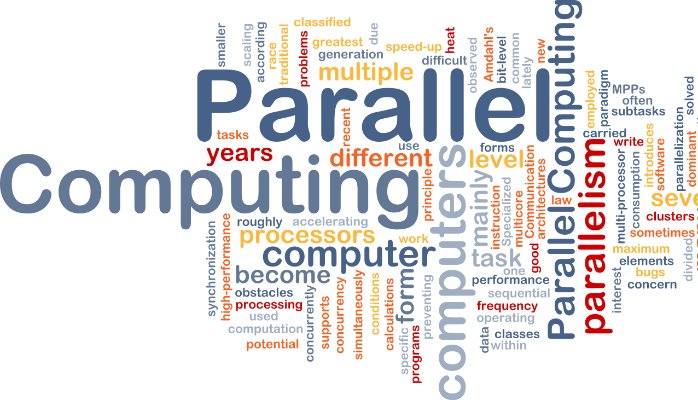 smaller
scaling
according
race
traditional
classified
problems
greatest
generation
due
multiple
speed-up
heat
difficult
observed
Amdahl's
bit-level
common
lately
new
Parallel
Computing
tasks
years
recent
different
use
forms
level
principle
computers
mainly
instruction
Specialized
multicore
Communication
architectures
good
law
Parallel Computing
parallelism
employed
paradigm
MPPs
often
subtasks
carried
write
multi-processor
consumption
introduces
software
parallelization
dominant
solved
clusters
sometimes
maximum
elements
bugs
concern
interest
divided
synchronization
high-performance
roughly
accelerating
processors
work
computer
become
obstacles
processing
used
computation
potential
concurrently
supports
concurrency
simultaneously
conditions
calculations
form
specific
programs
preventing
task
one
performance
sequential
frequency
operating
data
classes
within